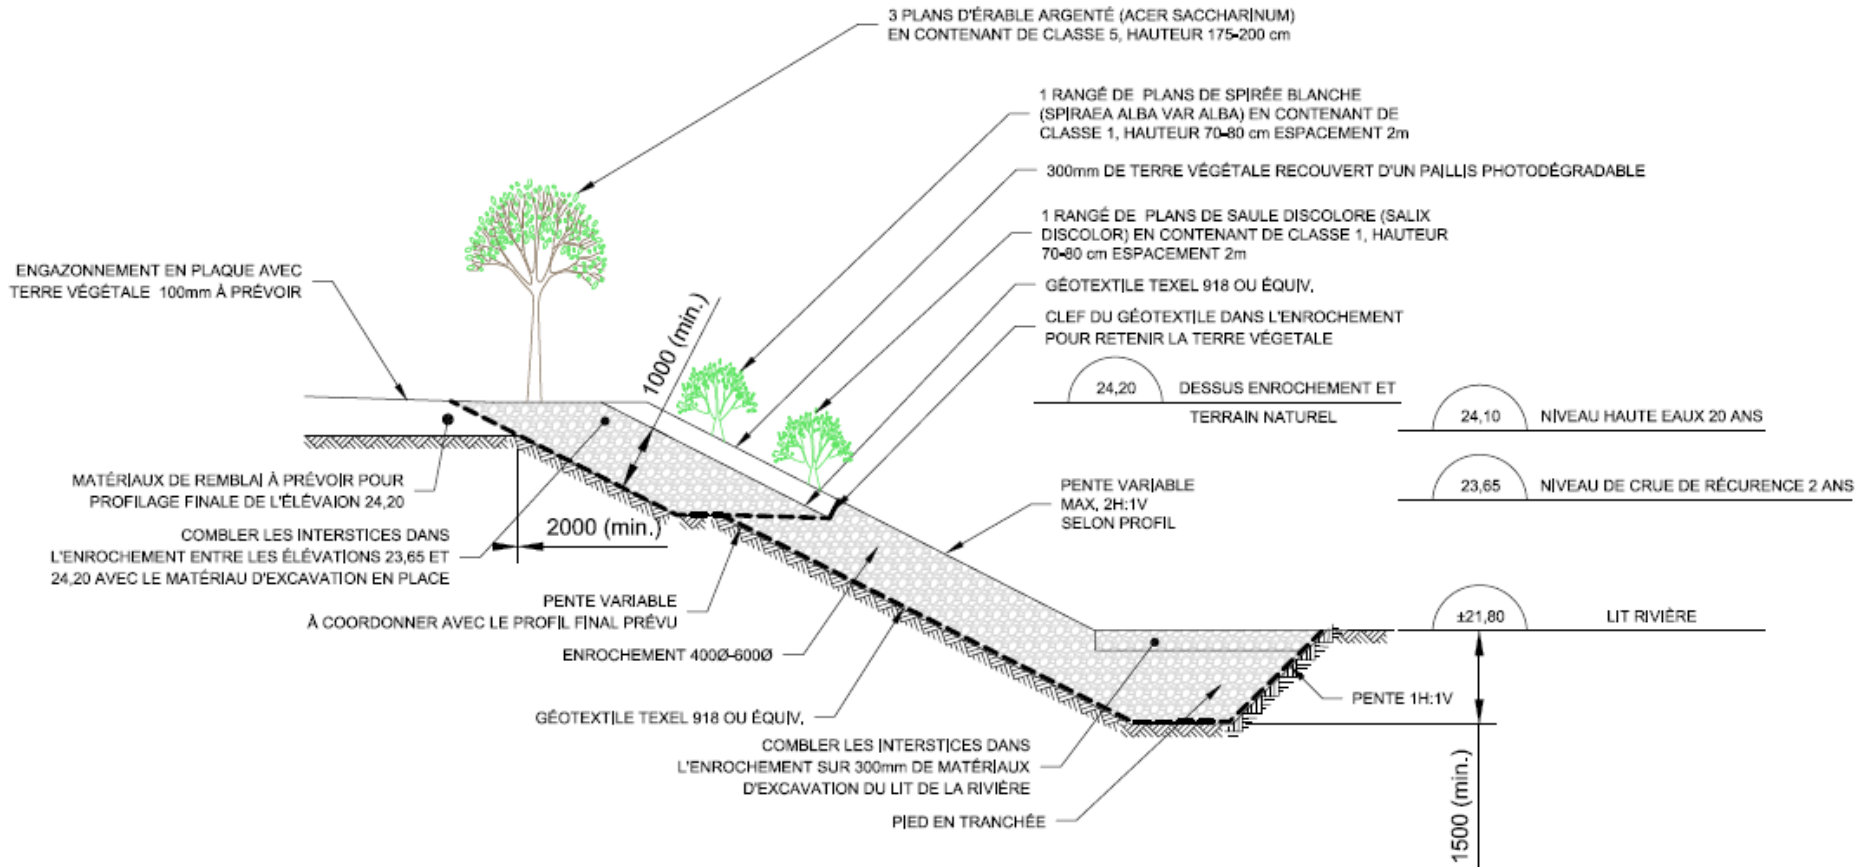 3 PLANS D'ÉRABLE ARGENTÉ (ACER SACCHARINUM)
EN CONTENANT DE CLASSE 5, HAUTEUR 175-200 cm
1 RANGÉ DE PLANS DE SPIRÉE BLANCHE
(SPIRAEA ALBA VAR ALBA) EN CONTENANT DE
CLASSE 1, HAUTEUR 70-80 cm ESPACEMENT 2m
300mm DE TERRE VÉGÉTALE RECOUVERT D'UN PAILLIS PHOTODÉGRADABLE
1 RANGÉ DE PLANS DE SAULE DISCOLORE (SALIX
DISCOLOR) EN CONTENANT DE CLASSE 1, HAUTEUR
70-80 cm ESPACEMENT 2m
GÉOTEXTILE TEXEL 918 OU ÉQUIV.
CLEF DU GÉOTEXTILE DANS L'ENROCHEMENT
POUR RETENIR LA TERRE VÉGETALE
ENGAZONNEMENT EN PLAQUE AVEC
TERRE VÉGÉTALE 100mm À PRÉVOIR
1000 (min.)
24,20 DESSUS ENROCHEMENT ET
TERRAIN NATUREL
24,10 NIVEAU HAUTE EAUX 20 ANS
23,65 NIVEAU DE CRUE DE RÉCURENCE 2 ANS
MATÉRIAUX DE REMBLAI À PRÉVOIR POUR
PROFILAGE FINALE DE L'ÉLÉVAION 24,20
COMBLER LES INTERSTICES DANS
L'ENROCHEMENT ENTRE LES ÉLÉVATIONS 23,65 ET
24,20 AVEC LE MATÉRIAU D'EXCAVATION EN PLACE
2000 (min.)
PENTE VARIABLE
MAX, 2H:1V
SELON PROFIL
PENTE VARIABLE
À COORDONNER AVEC LE PROFIL FINAL PRÉVU
ENROCHEMENT 400Ø-600Ø
±21,80 LIT RIVIÈRE
GÉOTEXTILE TEXEL 918 OU ÉQUIV.
PENTE 1H:1V
COMBLER LES INTERSTICES DANS
L'ENROCHEMENT SUR 300mm DE MATÉRIAUX
D'EXCAVATION DU LIT DE LA RIVIÈRE
PIED EN TRANCHÉE
1500 (min.)